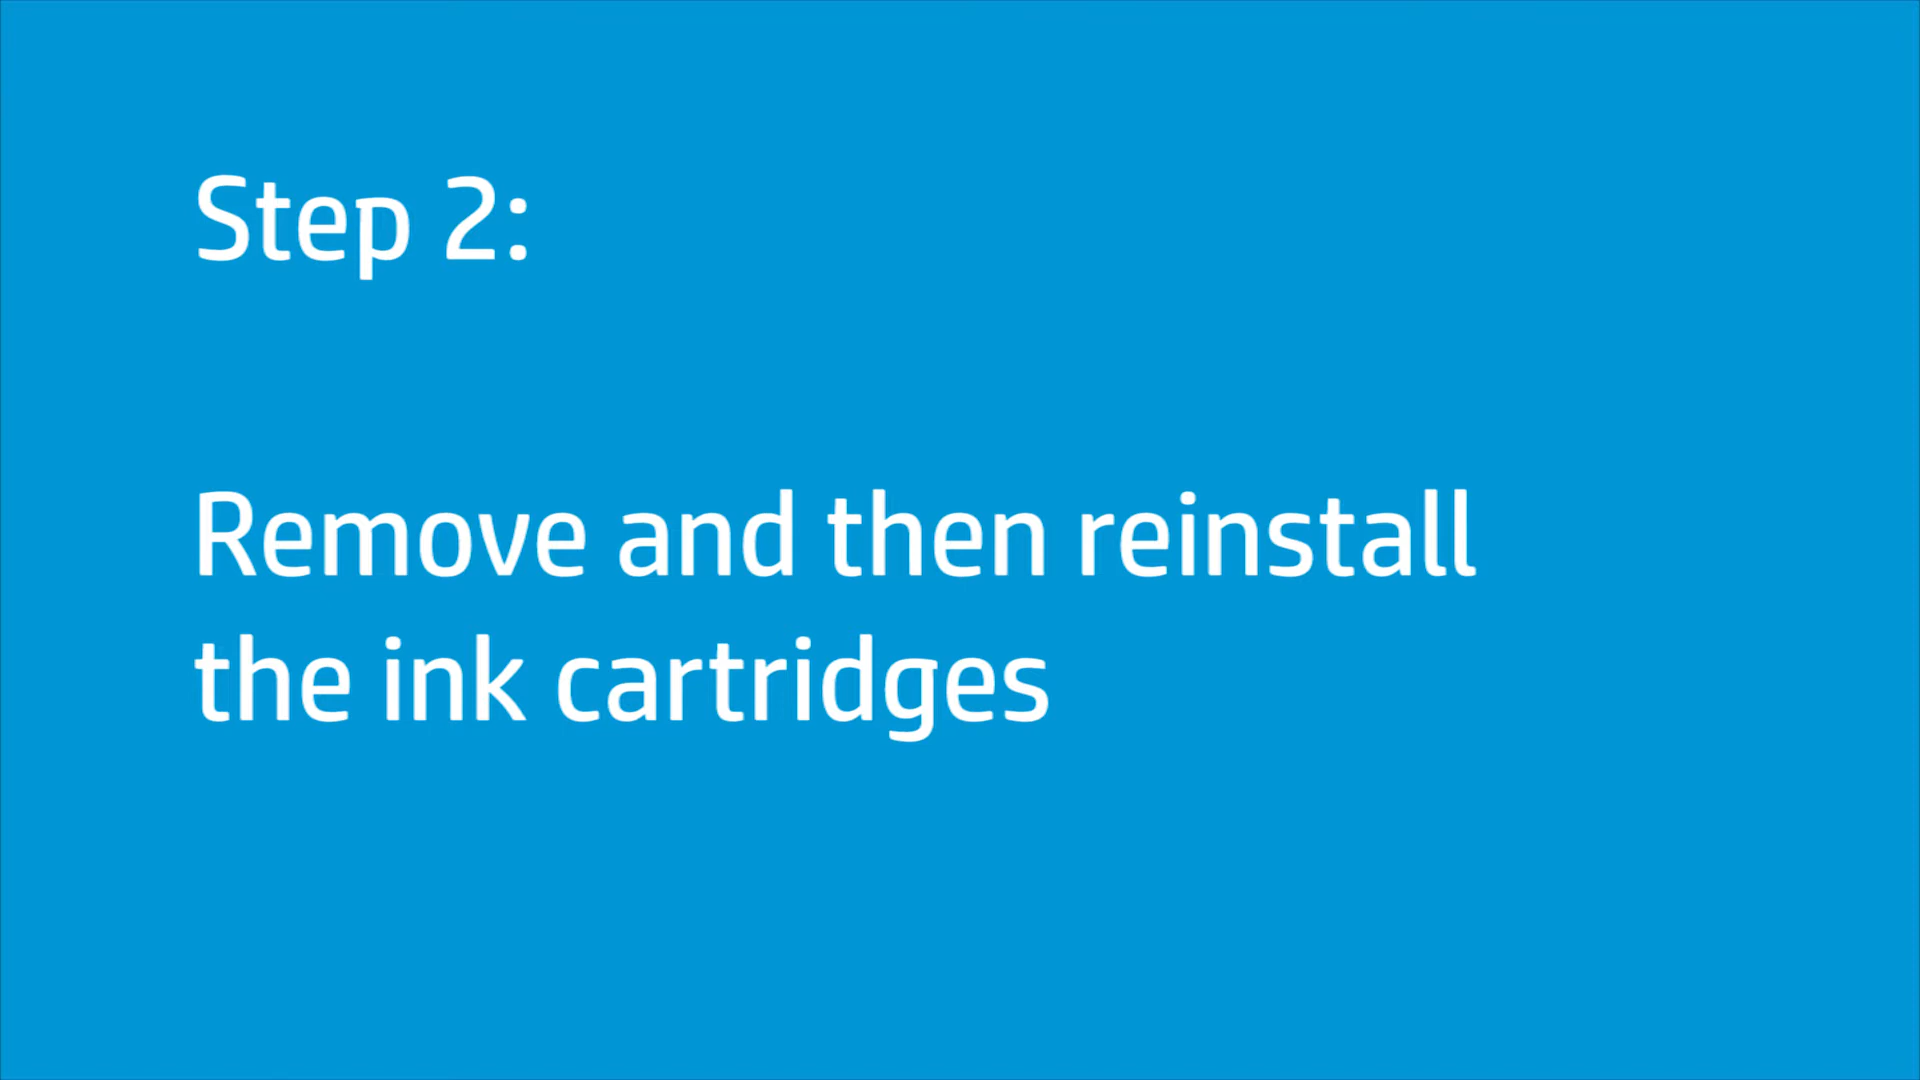 Step 2:
Remove and then reinstall
the ink cartridges